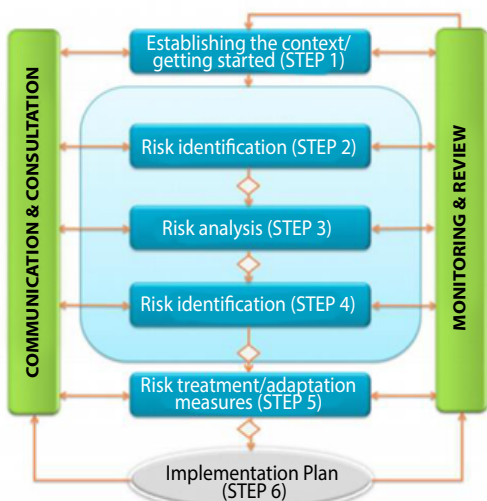 Establishing the context/
getting started (STEP 1)
COMMUNICATION & CONSULTATION
MONITORING & REVIEW
Risk identification (STEP 2)
Risk analysis (STEP 3)
Risk identification (STEP 4)
Risk treatment/adaptation
measures (STEP 5)
Implementation Plan
(STEP 6)